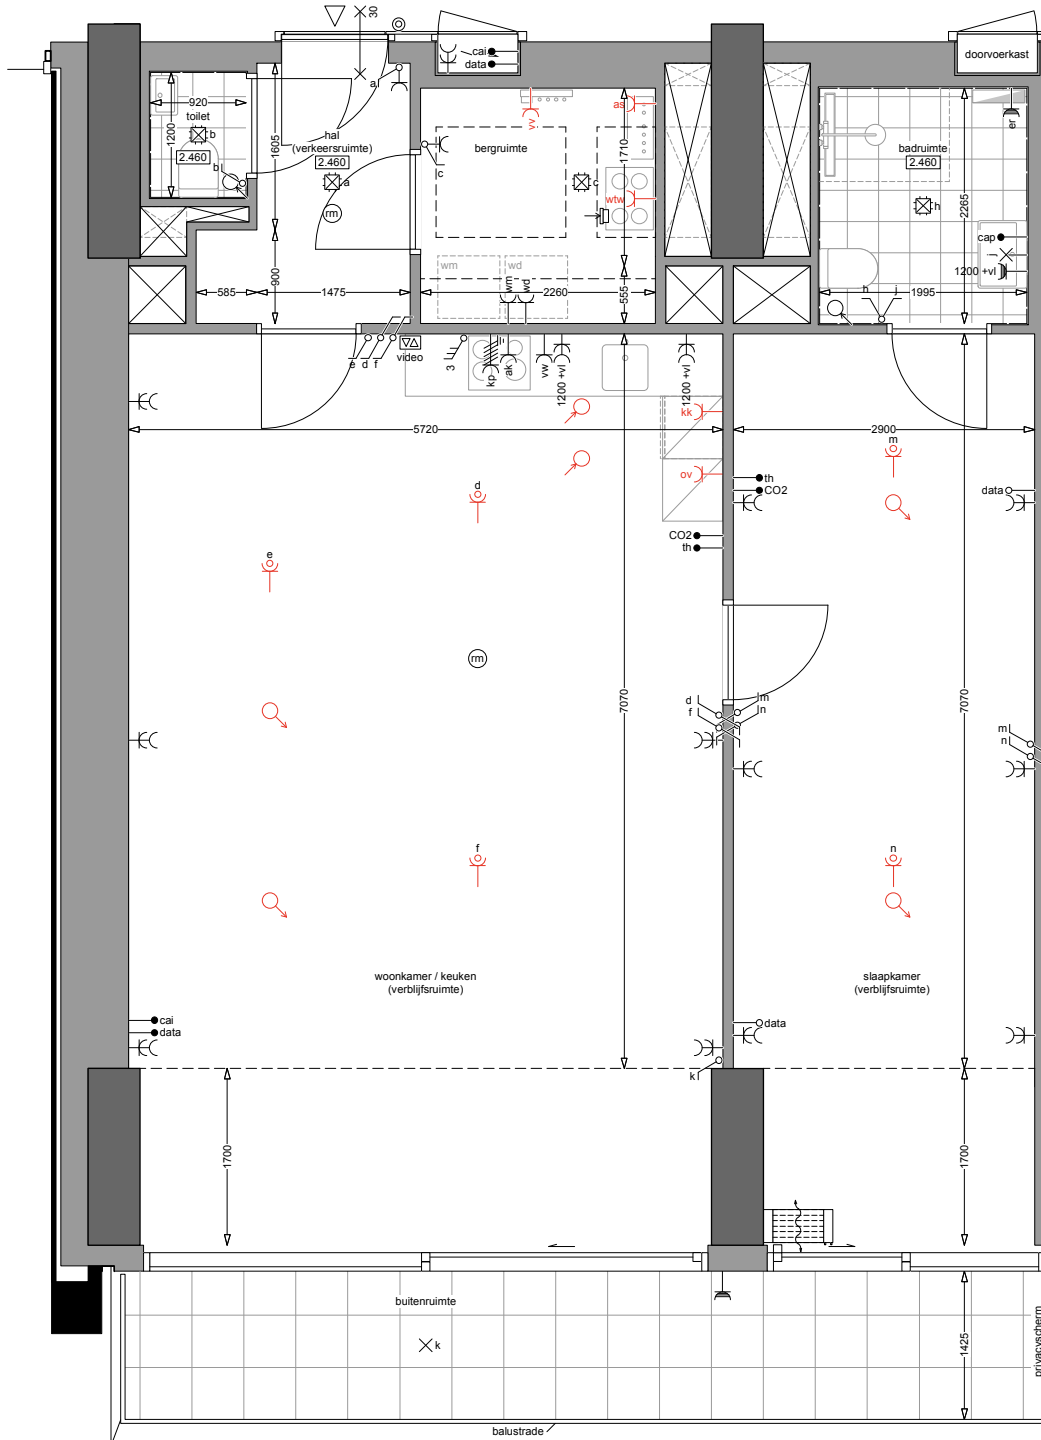 30
cai
data
doorvoerkast
a
920
toilet
1200
b
2.460
b
1605
hal
(verkeersruimte)
2.460
a
rm
c
vv
bergruimte
as
1710
c
wtw
er
badruimte
2.460
h
2265
cap
1200 +vl
h
j
1995
900
585
1475
wm
wd
wm
wd
2260
555
e
d
f
video
3
kp
ak
vw
1200 +vl
1200 +vl
kk
5720
2900
m
ov
d
th
CO2
data
CO2
th
e
rm
7070
7070
d
f
m
n
m
n
f
n
woonkamer / keuken
(verblijfsruimte)
slaapkamer
(verblijfsruimte)
cai
data
data
k
1700
1700
buitenruimte
k
1425
privacyscherm
balustrade